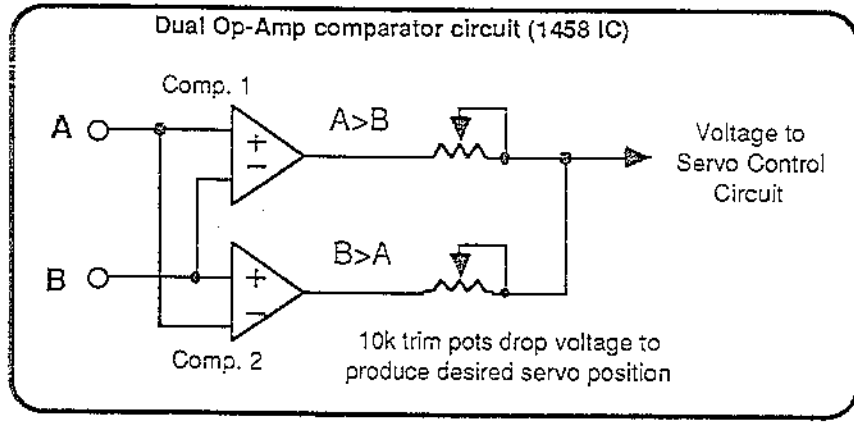 Dual Op-Amp comparator circuit (1458 IC)
Comp. 1
A
+
−
A>B
Voltage to
Servo Control
Circuit
B
+
−
B>A
Comp. 2
10k trim pots drop voltage to
produce desired servo position